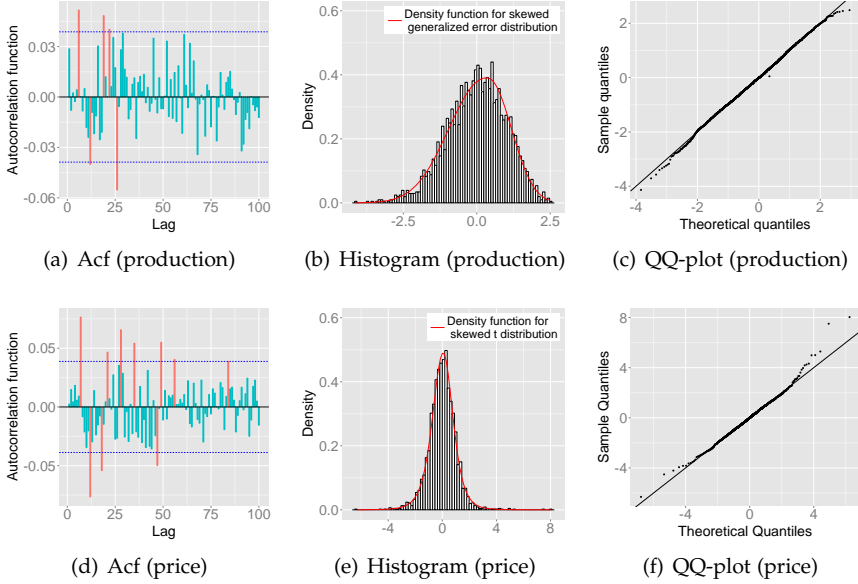 0.03
0.00
-0.03
-0.06
0 25 50 75 100
Autocorrelation function
Lag
(a) Acf (production)
0.6
0.4
0.2
0.0
-2.5 0.0 2.5
Density
Density function for skewed
generalized error distribution
(b) Histogram (production)
2
0
-2
-4
-4 -2 0 2
Sample quantiles
Theoretical quantiles
(c) QQ-plot (production)
0.05
0.00
-0.05
0 25 50 75 100
Autocorrelation function
Lag
(d) Acf (price)
0.6
0.4
0.2
0.0
-4 0 4 8
Density
Density function for
skewed t distribution
(e) Histogram (price)
8
4
0
-4
-4 0 4
Sample Quantiles
Theoretical Quantiles
(f) QQ-plot (price)